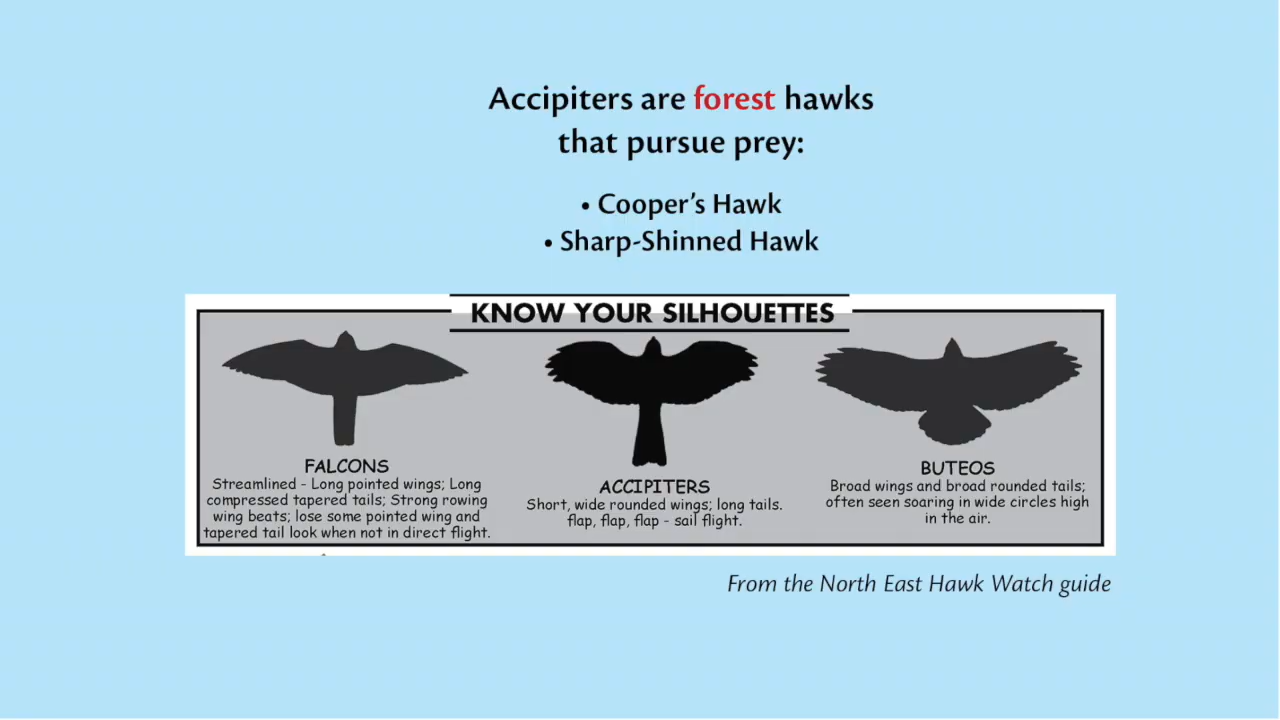 Accipiters are forest hawks
that pursue prey:
• Cooper’s Hawk
• Sharp-Shinned Hawk
KNOW YOUR SILHOUETTES
FALCONS
Streamlined - Long pointed wings; Long
compressed tapered tails; Strong rowing
wing beats; lose some pointed wing and
tapered tail look when not in direct flight.
ACCIPITERS
Short, wide rounded wings; long tails.
flap, flap, flap - sail flight.
BUTEOS
Broad wings and broad rounded tails;
often seen soaring in wide circles high
in the air.
From the North East Hawk Watch guide